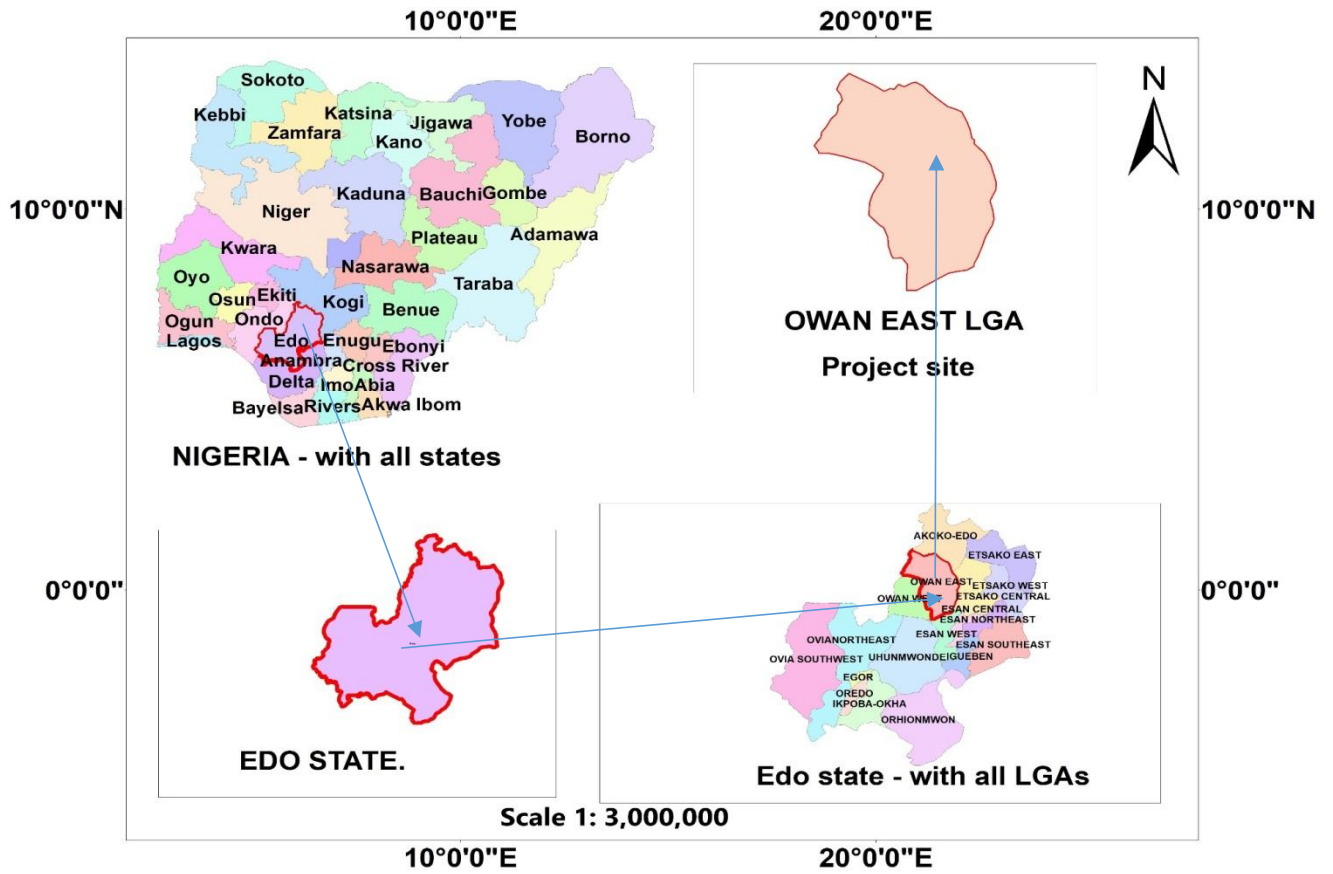 10°0'0"E 20°0'0"E
N
10°0'0"N 10°0'0"N
Sokoto
Kebbi
Zamfara
Katsina
Kano
Jigawa
Yobe
Borno
Niger
Kaduna
Bauchi
Gombe
Adamawa
Kwara
Plateau
Nasarawa
Taraba
Oyo
Osun
Ekiti
Kogi
Benue
Ogun
Ondo
Lagos
Edo
Enugu
Ebonyi
Anambra
Cross River
Delta
Imo
Abia
Bayelsa
Rivers
Akwa Ibom
NIGERIA - with all states
OWAN EAST LGA
Project site
0°0'0" 0°0'0"
EDO STATE.
AKOKO-EDO
ETSAKO EAST
OWAN EAST
ETSAKO WEST
OWAN WEST
ETSAKO CENTRAL
ESAN CENTRAL
ESAN NORTHEAST
OVIANORTHEAST
ESAN WEST
ESAN SOUTHEAST
OVIA SOUTHWEST
UHUNMWONDE
IGUEBEN
EGOR
OREDO
IKPOBA-OKHA
ORHIONMWON
Edo state - with all LGAs
Scale 1: 3,000,000
10°0'0"E 20°0'0"E